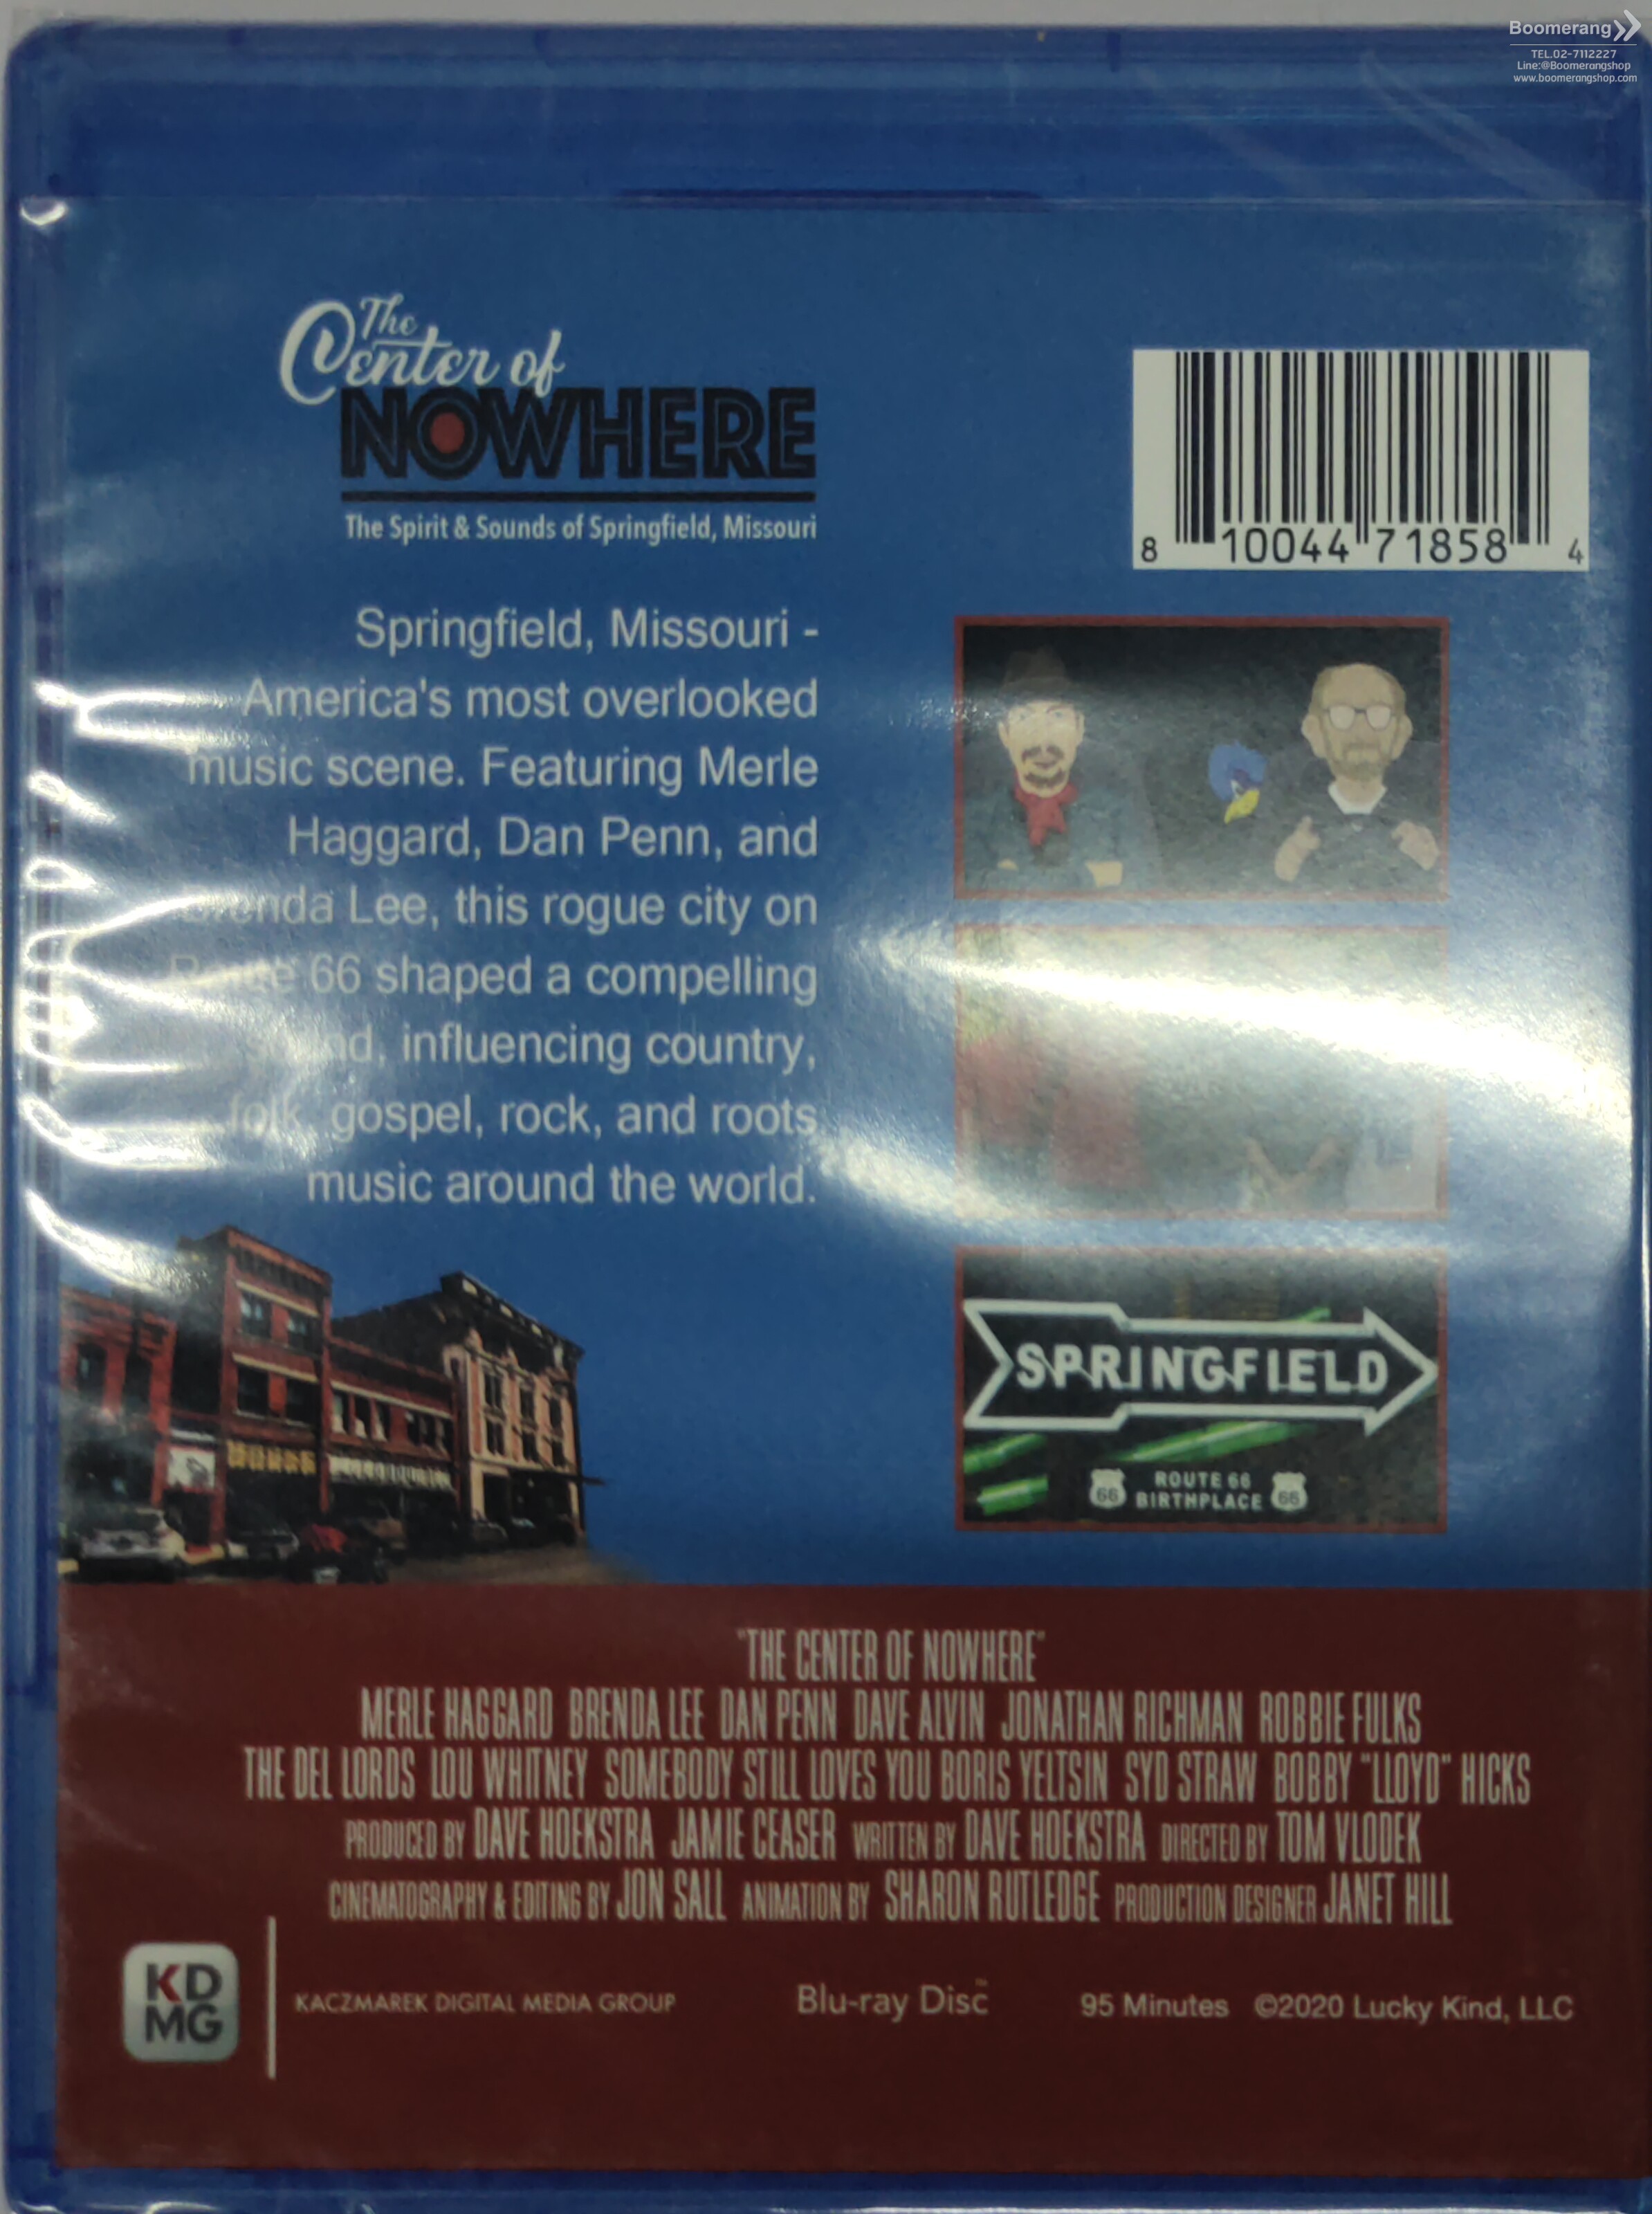 Boomerang
TEL.02-7112227
Line:@Boomerangshop
www.boomerangshop.com
The
Center of
NOWHERE
The Spirit & Sounds of Springfield, Missouri
8 10044 71858 4
Springfield, Missouri -
America's most overlooked
music scene. Featuring Merle
Haggard, Dan Penn, and
Brenda Lee, this rogue city on
Route 66 shaped a compelling
influencing country,
folk, gospel, rock, and roots
music around the world.
SPRINGFIELD
66 ROUTE 66 66
BIRTHPLACE
"THE CENTER OF NOWHERE"
MERLE HAGGARD BRENDA LEE DAN PENN DAVE ALVIN JONATHAN RICHMAN ROBBIE FULKS
THE DEL LORDS LOU WHITNEY SOMEBODY STILL LOVES YOU BORIS YELTSIN SYD STRAW BOBBY "LLOYD" HICKS
PRODUCED BY DAVE HOEKSTRA JAMIE CEASER WRITTEN BY DAVE HOEKSTRA DIRECTED BY TOM VLODEK
CINEMATOGRAPHY & EDITING BY JON SALL ANIMATION BY SHARON RUTLEDGE PRODUCTION DESIGNER JANET HILL
KD
MG
KACZMAREK DIGITAL MEDIA GROUP Blu-ray Disc™ 95 Minutes ©2020 Lucky Kind, LLC